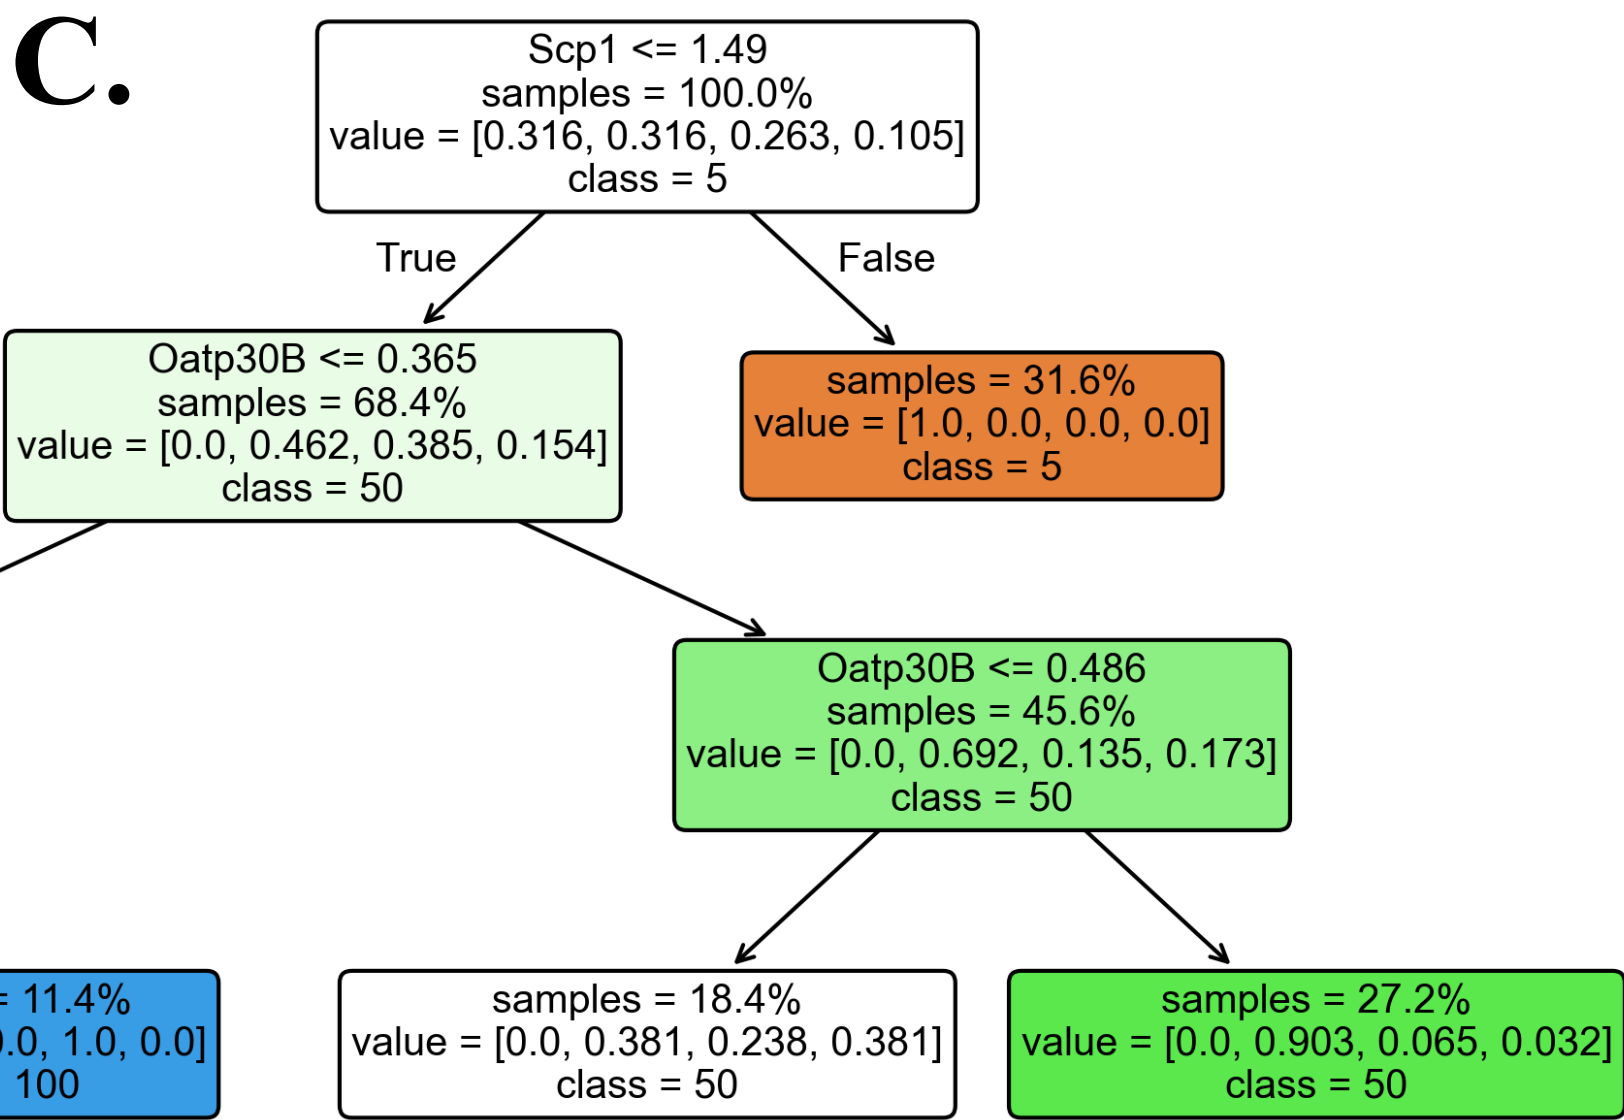 C.
Scp1 <= 1.49
samples = 100.0%
value = [0.316, 0.316, 0.263, 0.105]
class = 5
True
False
Oatp30B <= 0.365
samples = 68.4%
value = [0.0, 0.462, 0.385, 0.154]
class = 50
samples = 31.6%
value = [1.0, 0.0, 0.0, 0.0]
class = 5
Oatp30B <= 0.486
samples = 45.6%
value = [0.0, 0.692, 0.135, 0.173]
class = 50
= 11.4%
.0, 1.0, 0.0]
100
samples = 18.4%
value = [0.0, 0.381, 0.238, 0.381]
class = 50
samples = 27.2%
value = [0.0, 0.903, 0.065, 0.032]
class = 50